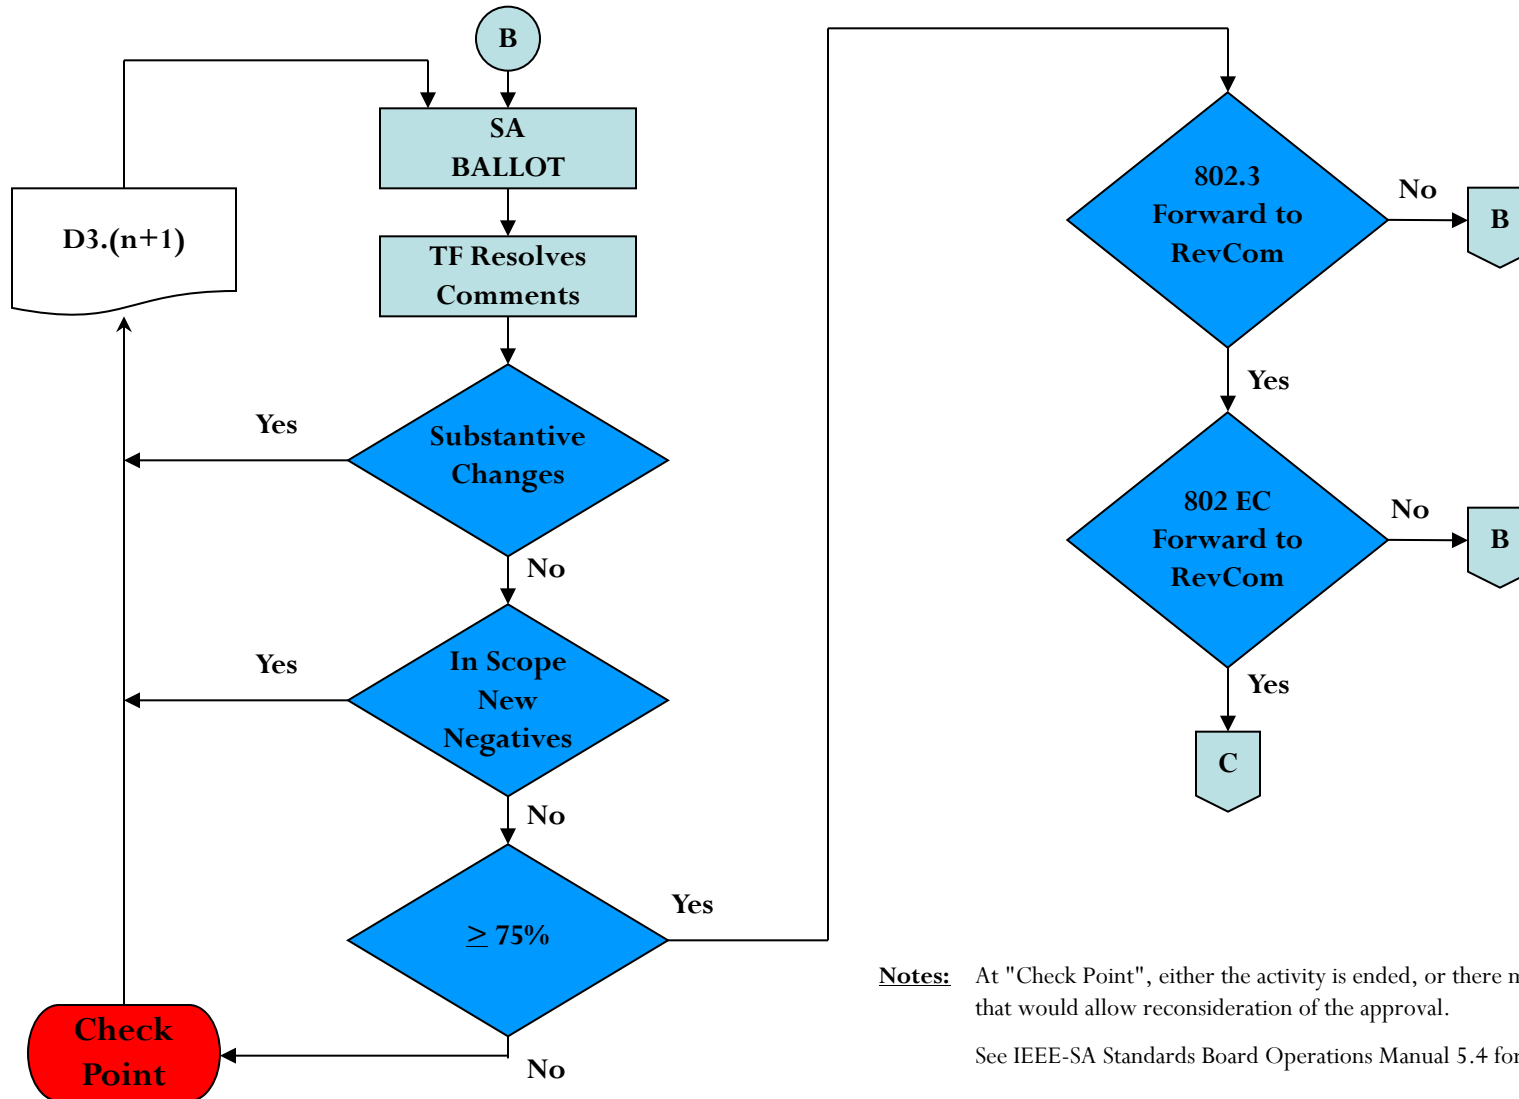 B
SA
BALLOT
D3.(n+1)
TF Resolves
Comments
Yes
Substantive
Changes
No
Yes
In Scope
New
Negatives
No
≥ 75%
Yes
Check
Point
No
802.3
Forward to
RevCom
No
B
Yes
802 EC
Forward to
RevCom
No
B
Yes
C
Notes: At "Check Point", either the activity is ended, or there
that would allow reconsideration of the approval.
See IEEE-SA Standards Board Operations Manual 5.4 for